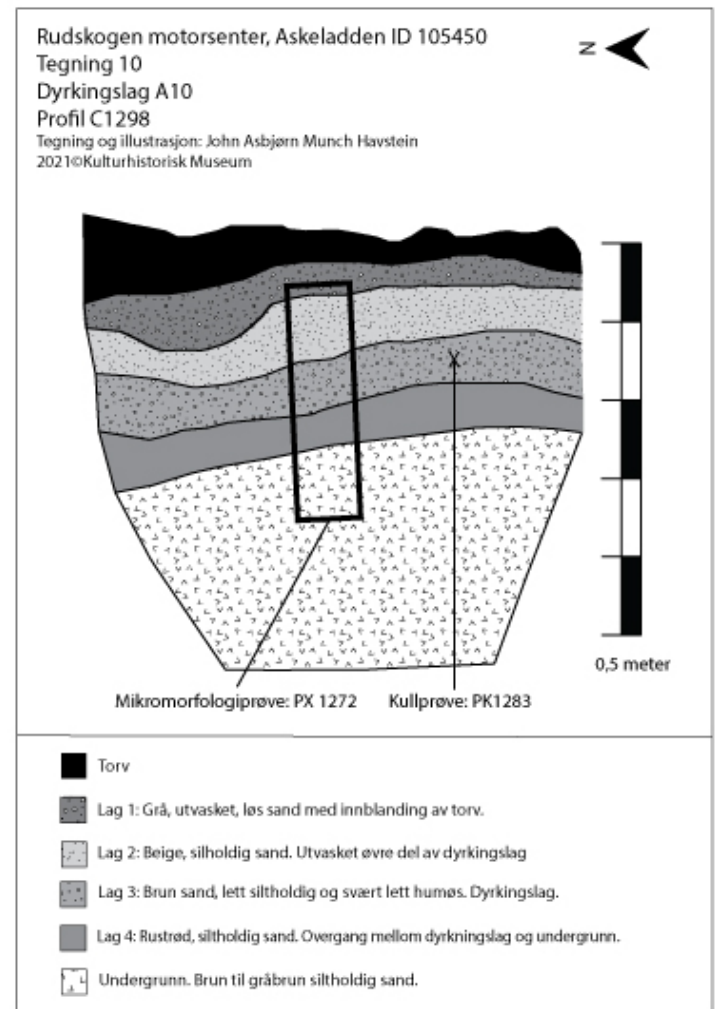 Rudskogen motorsenter, Askeladden ID 105450
Tegning 10
Dyrkingslag A10
Profil C1298
Tegning og illustrasjon: John Asbjørn Munch Havstein
2021©Kulturhistorisk Museum
N
0,5 meter
Mikromorfologiprøve: PX 1272 Kullprøve: PK1283
Torv
Lag 1: Grå, utvasket, løs sand med innblanding av torv.
Lag 2: Beige, silholdig sand. Utvasket øvre del av dyrkingslag
Lag 3: Brun sand, lett siltholdig og svært lett humøs. Dyrkingslag.
Lag 4: Rustrød, siltholdig sand. Overgang mellom dyrkningslag og undergrunn.
Undergrunn. Brun til gråbrun siltholdig sand.